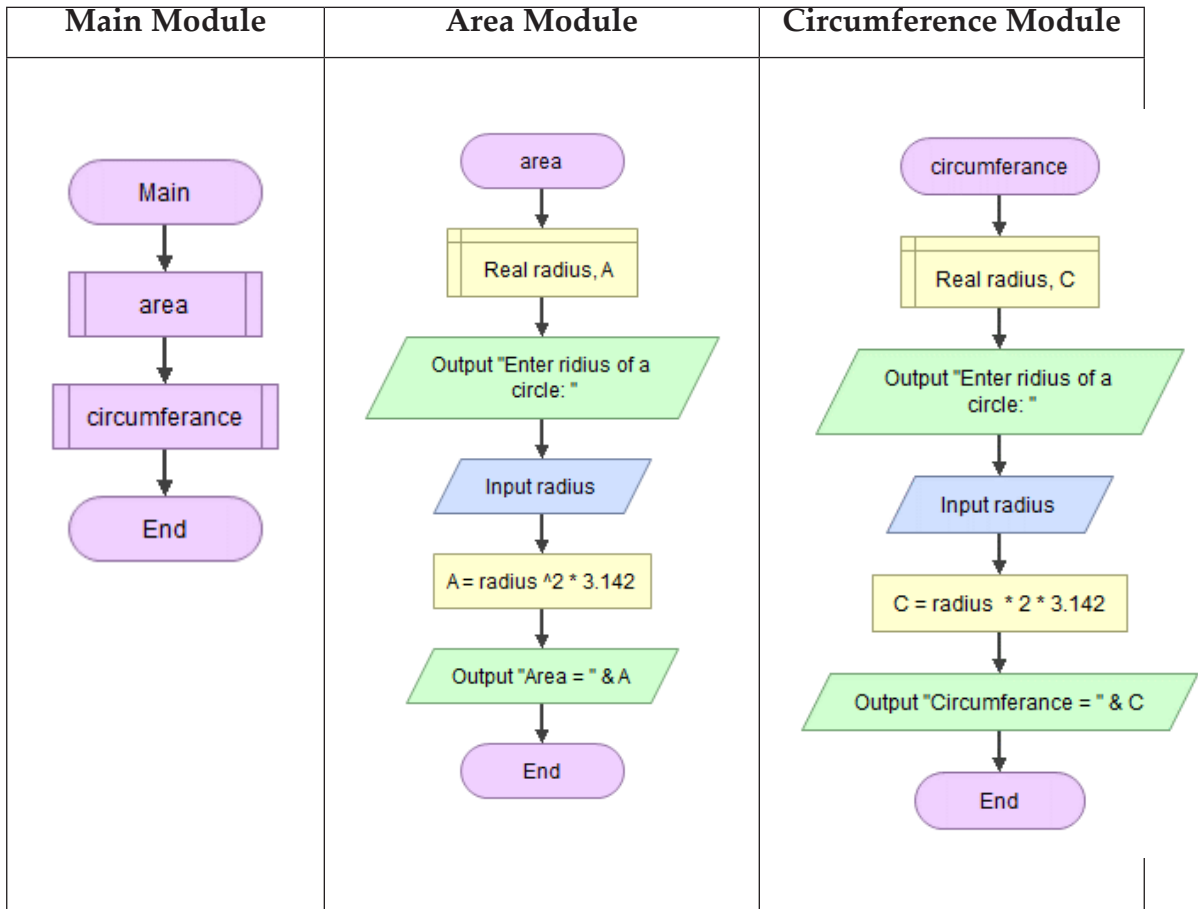 Main Module
Area Module
Circumference Module
Main
area
circumferance
End
area
Real radius, A
Output "Enter ridius of a
circle: "
Input radius
A = radius ^2 * 3.142
Output "Area = " & A
End
circumferance
Real radius, C
Output "Enter ridius of a
circle: "
Input radius
C = radius * 2 * 3.142
Output "Circumferance = " & C
End